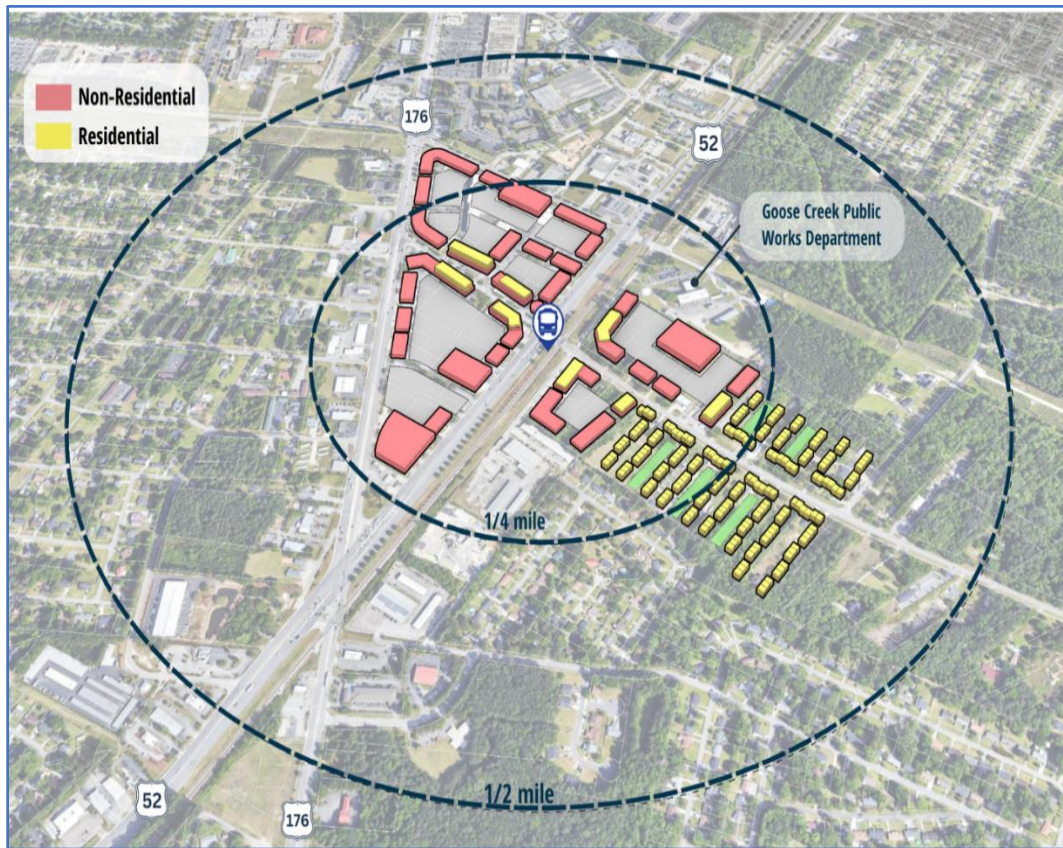 Non-Residential
Residential
176
52
Goose Creek Public
Works Department
1/4 mile
1/2 mile
52
176